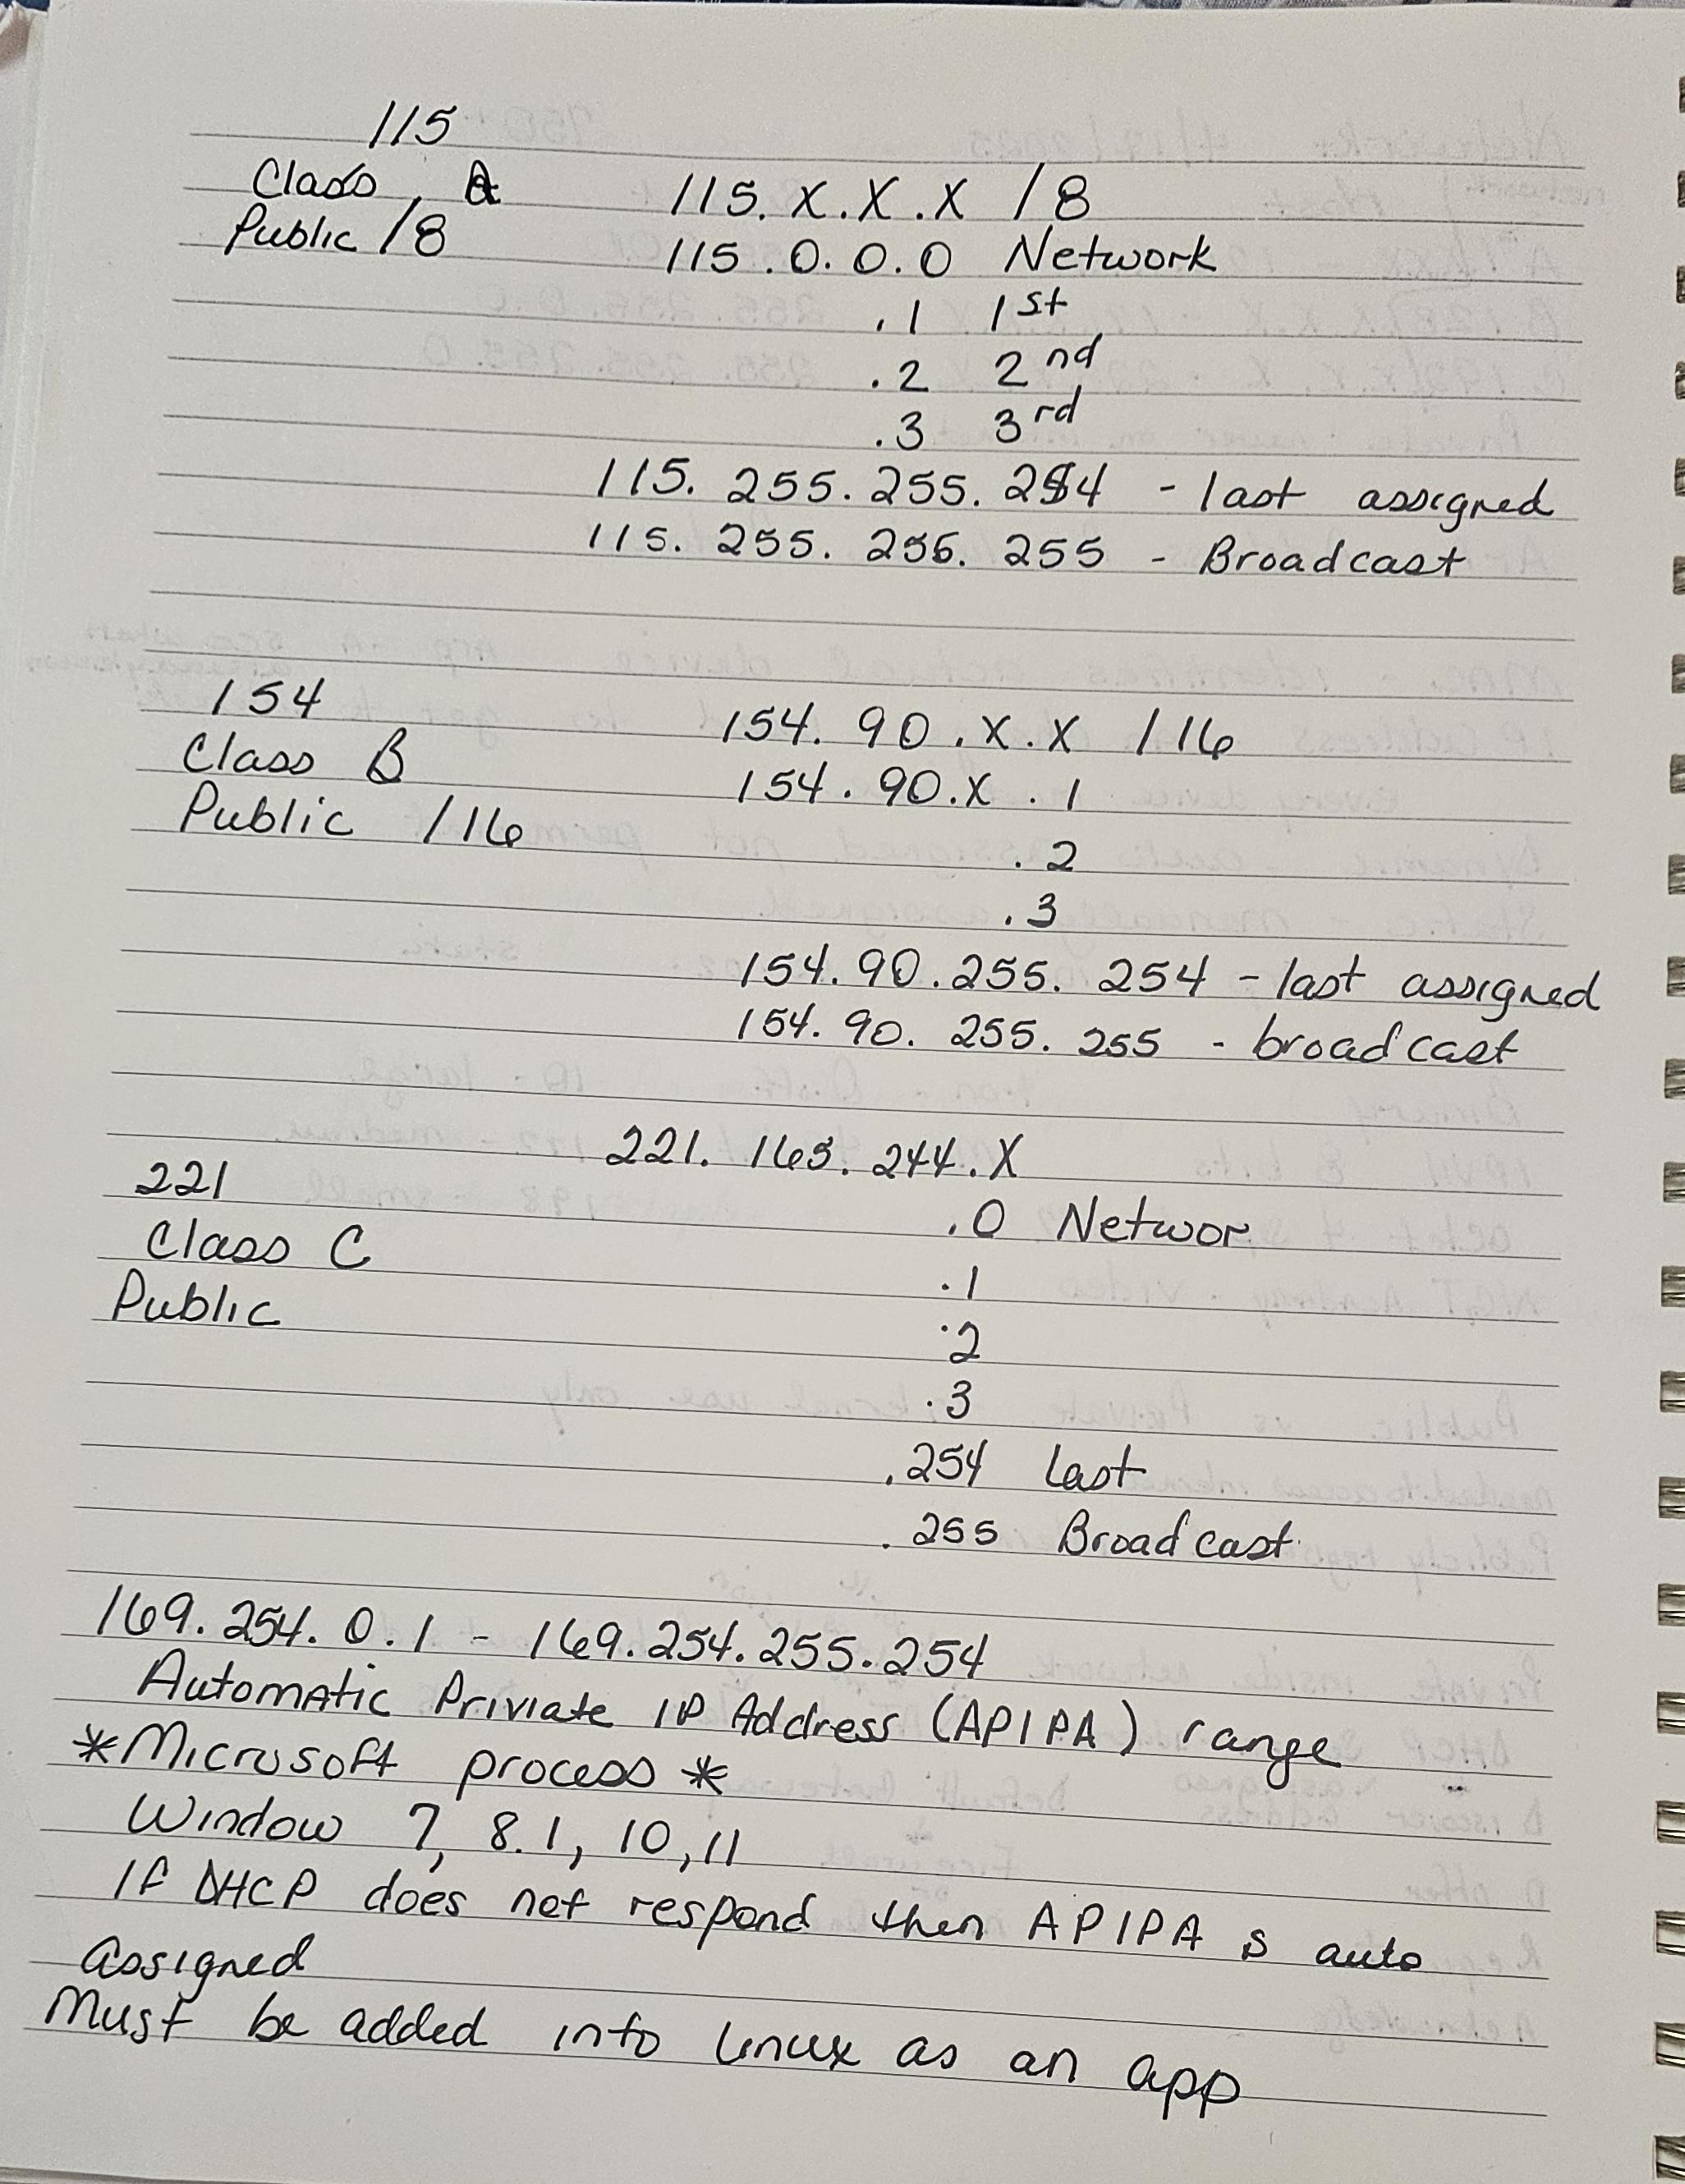 115
Class A 115.X.X.X /8
Public /8 115.0.0.0 Network
.1 1st
.2 2nd
.3 3rd
115. 255. 255. 254 - last assigned
115. 255. 255. 255 - Broadcast
154 154. 90.X.X /16
Class B 154. 90.X .1
Public /16 .2
.3
154.90.255. 254 - last assigned
154. 90. 255. 255 - broadcast
221. 163. 244.X
221 .0 Networ
Class C .1
Public .2
.3
.254 Last
.255 Broadcast
169.254.0.1 - 169.254.255.254
Automatic Priviate IP Address (APIPA) range
*Microsoft process*
Window 7, 8.1, 10, 11
If DHCP does not respond then APIPA s auto
assigned
Must be added into Linux as an app